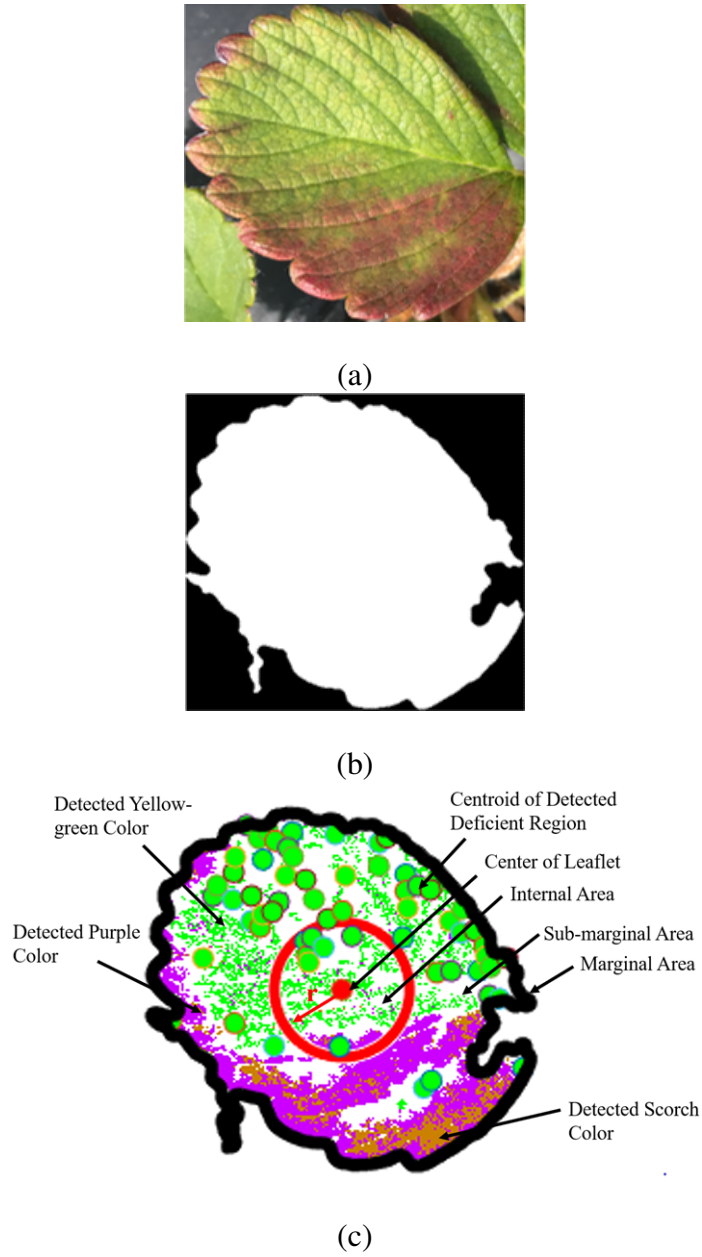 (a)
(b)
Detected Yellow-
green Color
Centroid of Detected
Deficient Region
Center of Leaflet
Internal Area
Detected Purple
Color
Sub-marginal Area
Marginal Area
r
Detected Scorch
Color
(c)